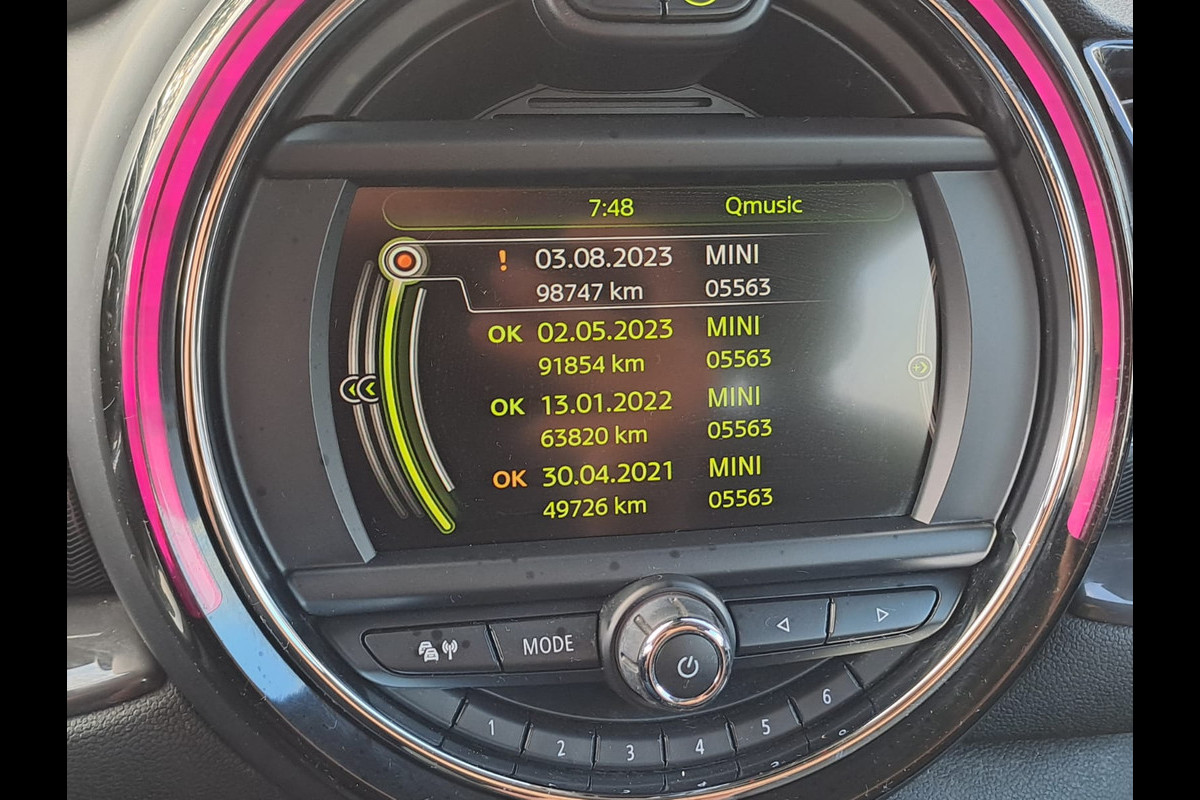 7:48 Qmusic
! 03.08.2023 MINI
98747 km 05563
OK 02.05.2023 MINI
91854 km 05563
OK 13.01.2022 MINI
63820 km 05563
OK 30.04.2021 MINI
49726 km 05563
MODE
1 2 3 4 5 6